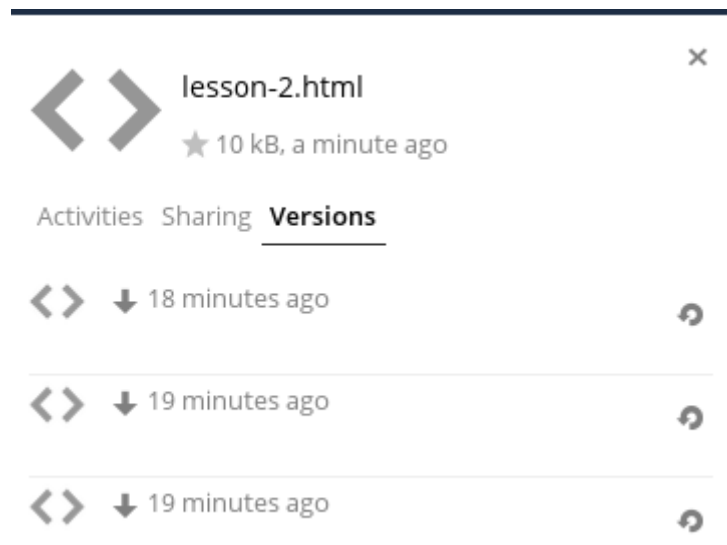 lesson-2.html
10 kB, a minute ago
Activities Sharing Versions
18 minutes ago
19 minutes ago
19 minutes ago